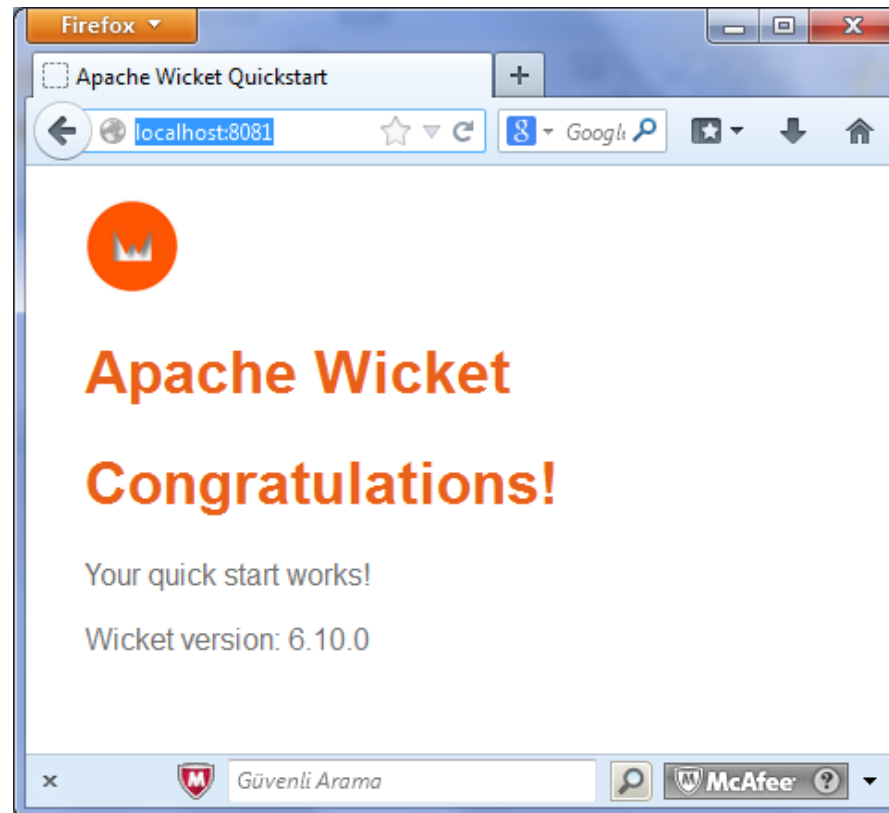 Firefox
Apache Wicket Quickstart
localhost:8081
Google
Apache Wicket
Congratulations!
Your quick start works!
Wicket version: 6.10.0
Güvenli Arama
McAfee